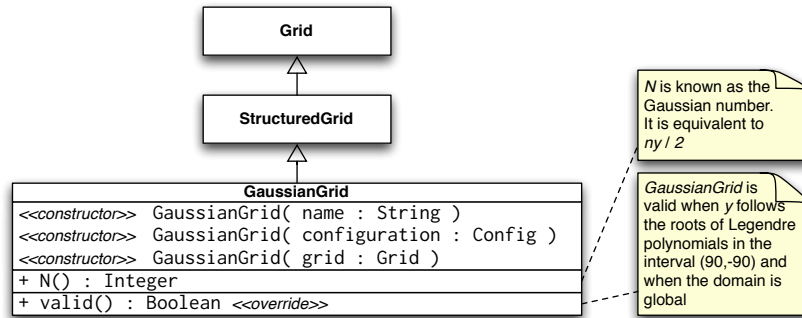 Grid
StructuredGrid
GaussianGrid
<<constructor>> GaussianGrid( name : String )
<<constructor>> GaussianGrid( configuration : Config )
<<constructor>> GaussianGrid( grid : Grid )
+ N() : Integer
+ valid() : Boolean <<override>>
N is known as the
Gaussian number.
It is equivalent to
ny / 2
GaussianGrid is
valid when y follows
the roots of Legendre
polynomials in the
interval (90,-90) and
when the domain is
global